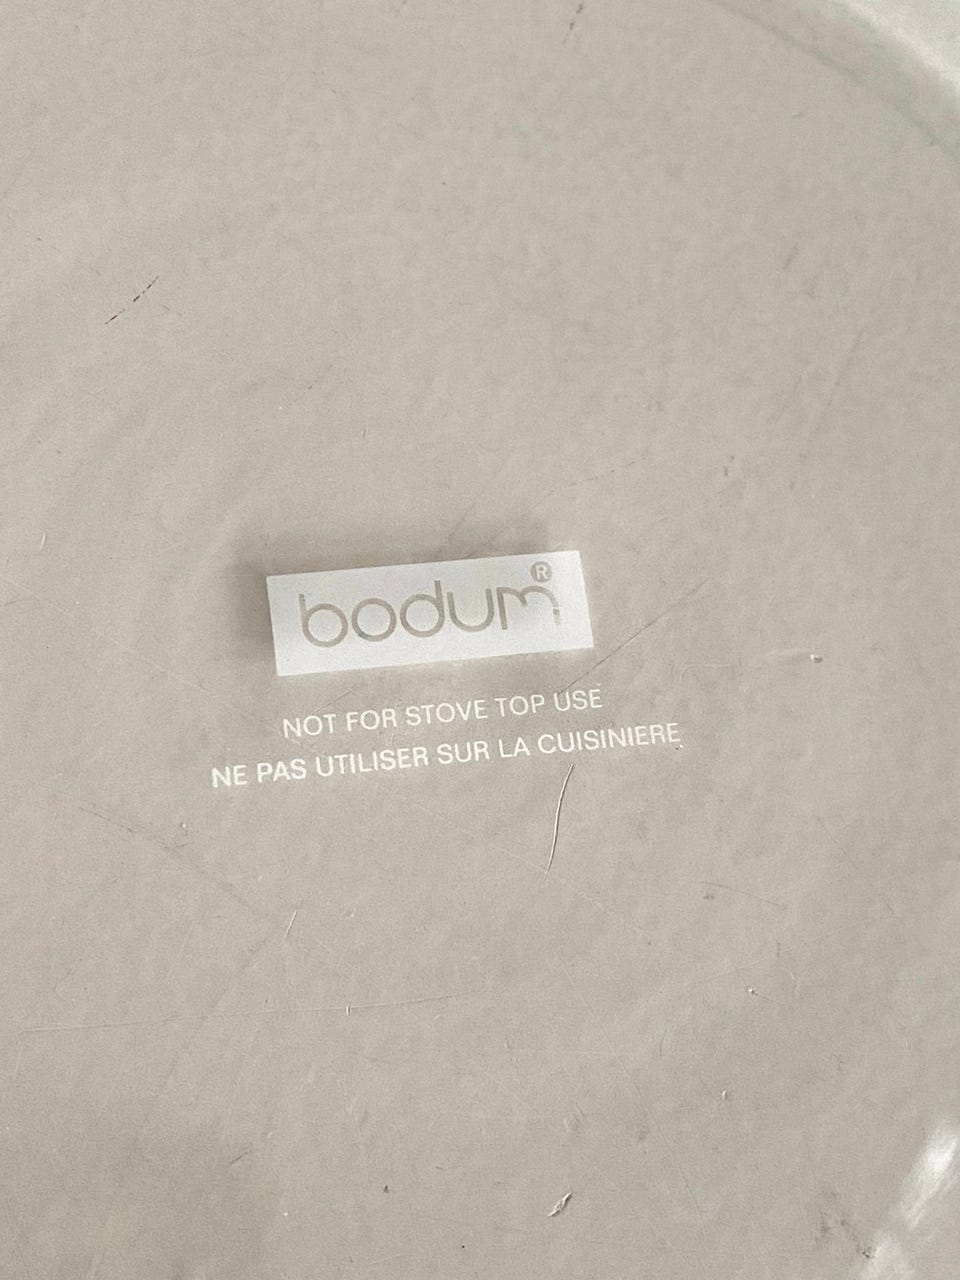 bodum®
NOT FOR STOVE TOP USE
NE PAS UTILISER SUR LA CUISINIERE